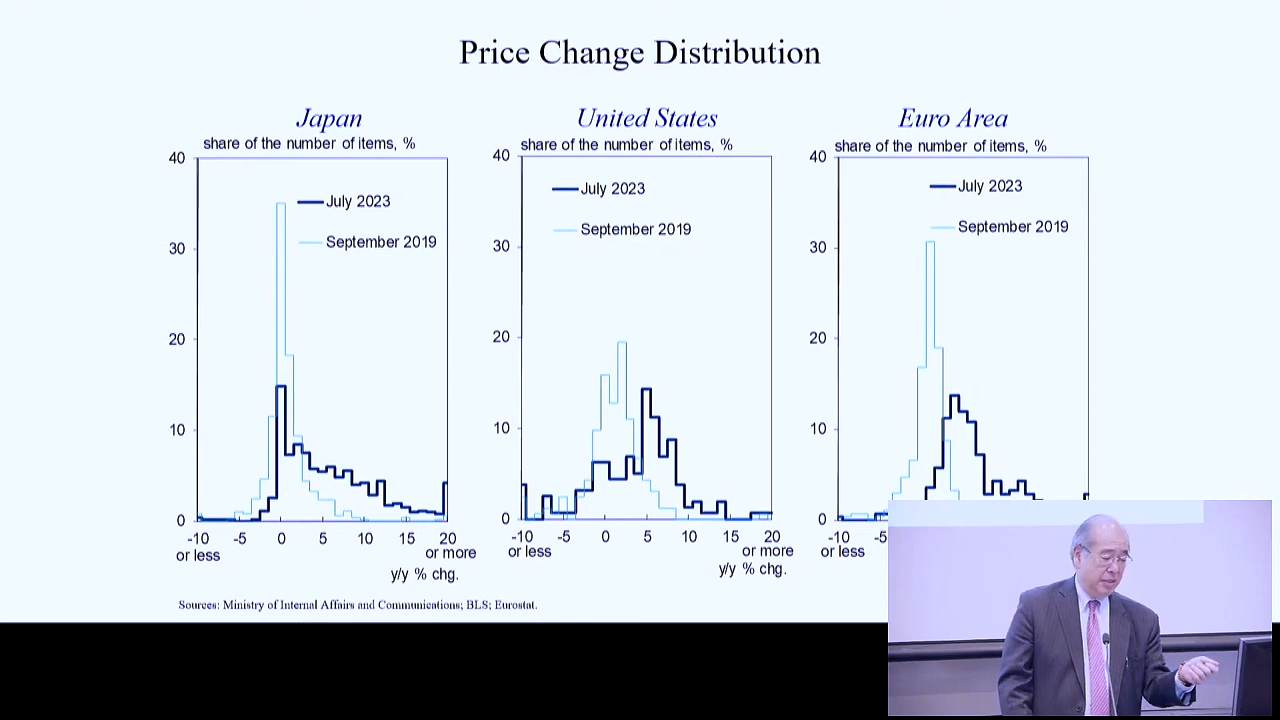 Price Change Distribution
Japan
share of the number of items, %
40
30
20
10
0
July 2023
September 2019
-10 -5 0 5 10 15 20
or less or more
y/y % chg.
United States
share of the number of items, %
40
30
20
10
0
July 2023
September 2019
-10 -5 0 5 10 15 20
or less or more
y/y % chg.
Euro Area
share of the number of items, %
40
30
20
10
0
July 2023
September 2019
-10 -5
or less
Sources: Ministry of Internal Affairs and Communications; BLS; Eurostat.